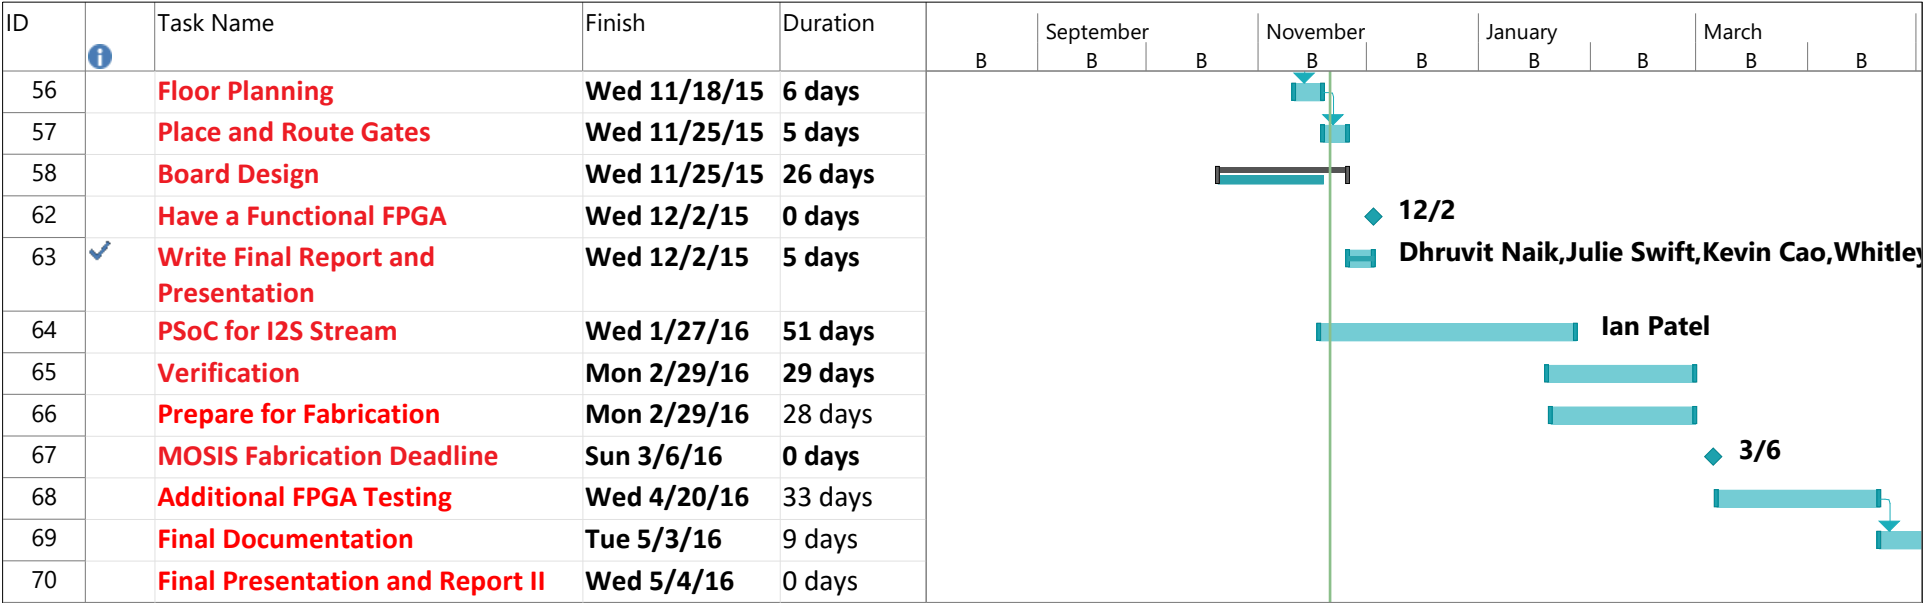 ID Task Name Finish Duration
September November January March
B B B B B B B B B
56 Floor Planning Wed 11/18/15 6 days
57 Place and Route Gates Wed 11/25/15 5 days
58 Board Design Wed 11/25/15 26 days
62 Have a Functional FPGA Wed 12/2/15 0 days 12/2
63 Write Final Report and Wed 12/2/15 5 days Dhruvit Naik,Julie Swift,Kevin Cao,Whitley
Presentation
64 PSoC for I2S Stream Wed 1/27/16 51 days Ian Patel
65 Verification Mon 2/29/16 29 days
66 Prepare for Fabrication Mon 2/29/16 28 days
67 MOSIS Fabrication Deadline Sun 3/6/16 0 days 3/6
68 Additional FPGA Testing Wed 4/20/16 33 days
69 Final Documentation Tue 5/3/16 9 days
70 Final Presentation and Report II Wed 5/4/16 0 days